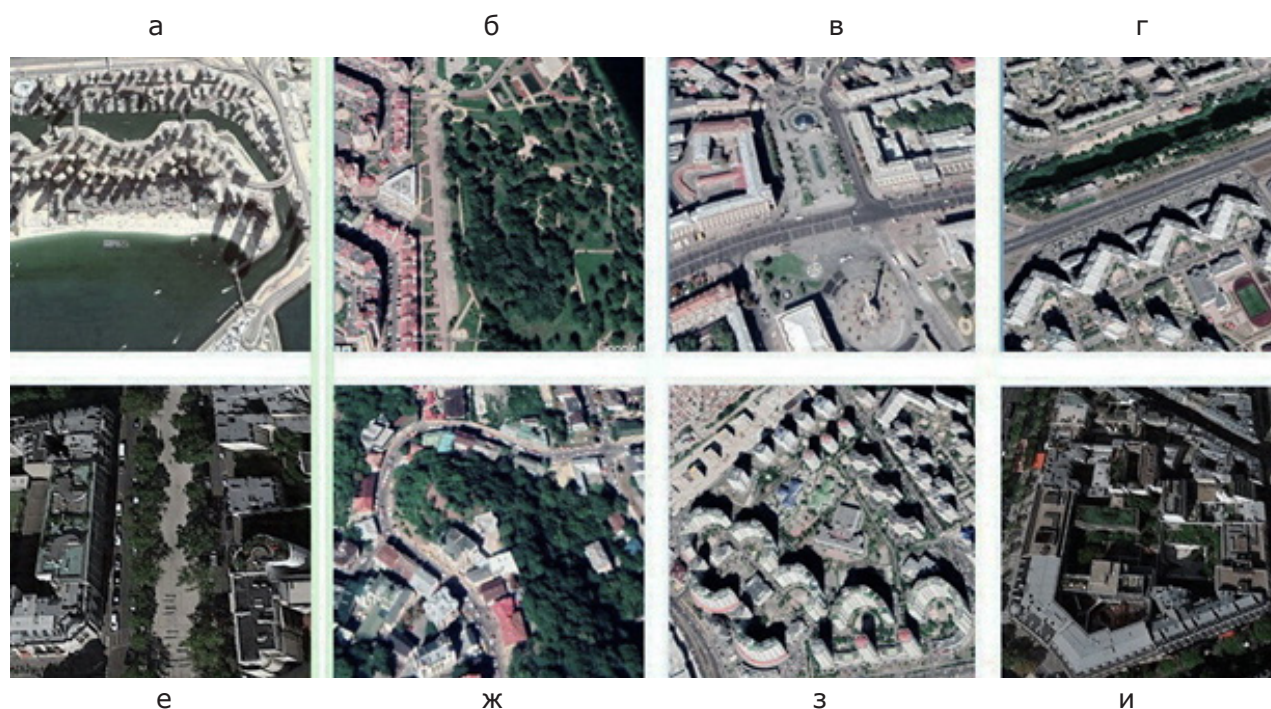 а б в г
е ж з и